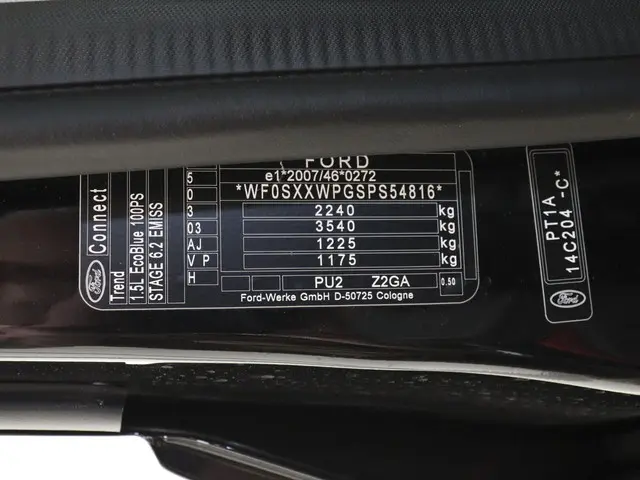 FORD
e1*2007/46*0272
*WF0SXXWPGSPS54816*
2240 kg
3540 kg
1225 kg
1175 kg
PU2 Z2GA 0.50
Ford-Werke GmbH D-50725 Cologne
5
0
3
03
AJ
V P
H
Ford Connect
Trend
1.5L EcoBlue 100PS
STAGE 6.2 EMISS
PT1A
14C204 -C*
Ford